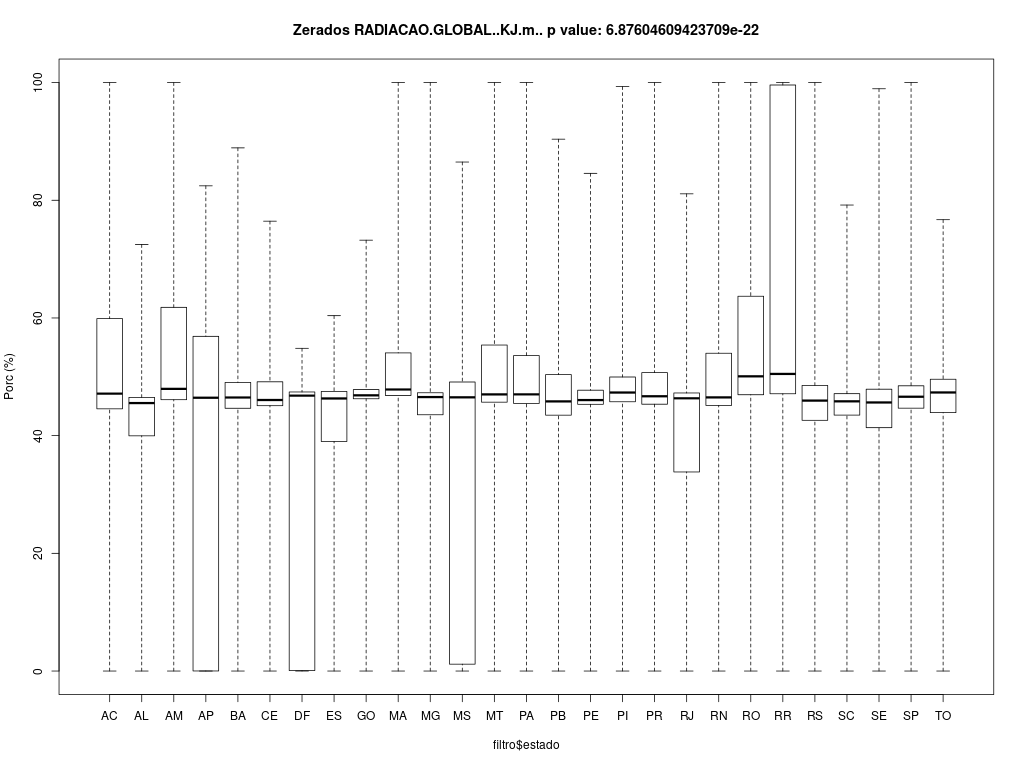 Zerados RADIACAO.GLOBAL..KJ.m.. p value: 6.87604609423709e-22
Porc (%)
100
80
60
40
20
0
AC AL AM AP BA CE DF ES GO MA MG MS MT PA PB PE PI PR RJ RN RO RR RS SC SE SP TO
filtro$estado